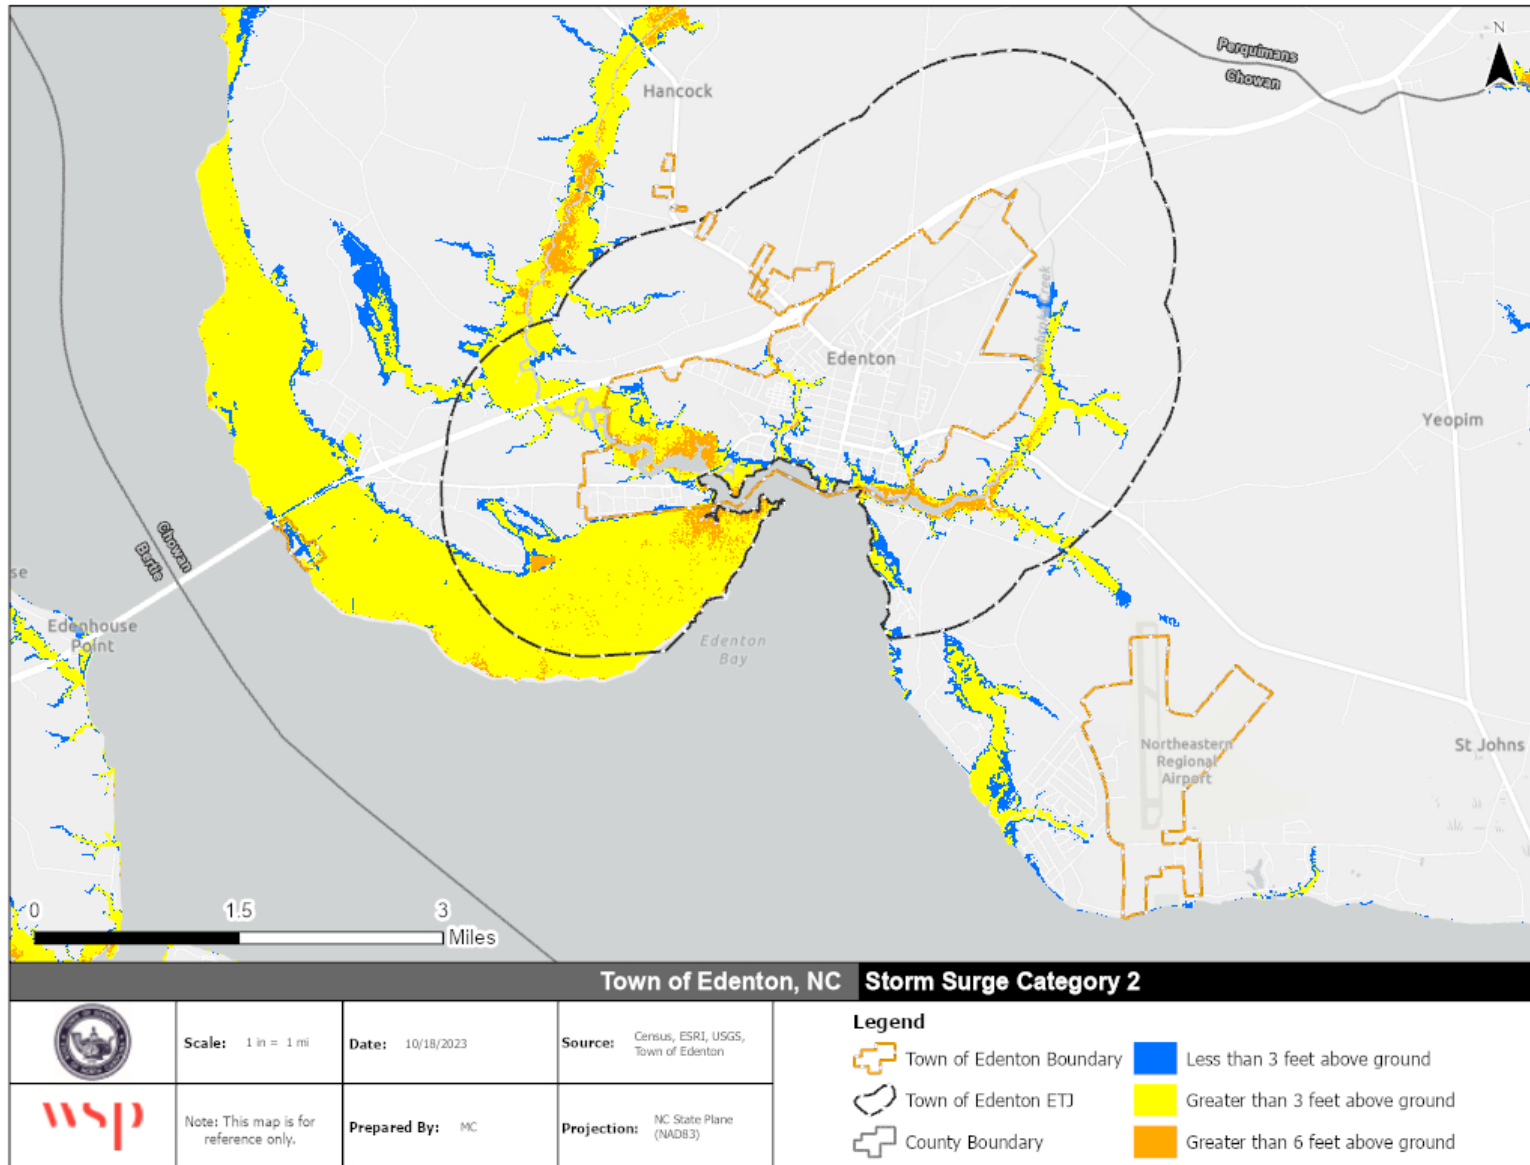 N
Perquimans
Chowan
Hancock
Edenton
Yeopim
Chowan
Bertie
Edenhouse
Point
se
Edenton
Bay
Northeastern
Regional
Airport
St Johns
0
1.5
3
Miles
Town of Edenton, NC
Storm Surge Category 2
Scale: 1 in = 1 mi
Date: 10/18/2023
Source: Census, ESRI, USGS,
Town of Edenton
wsp
Note: This map is for
reference only.
Prepared By: MC
Projection: NC State Plane
(NAD83)
Legend
Town of Edenton Boundary
Town of Edenton ETJ
County Boundary
Less than 3 feet above ground
Greater than 3 feet above ground
Greater than 6 feet above ground